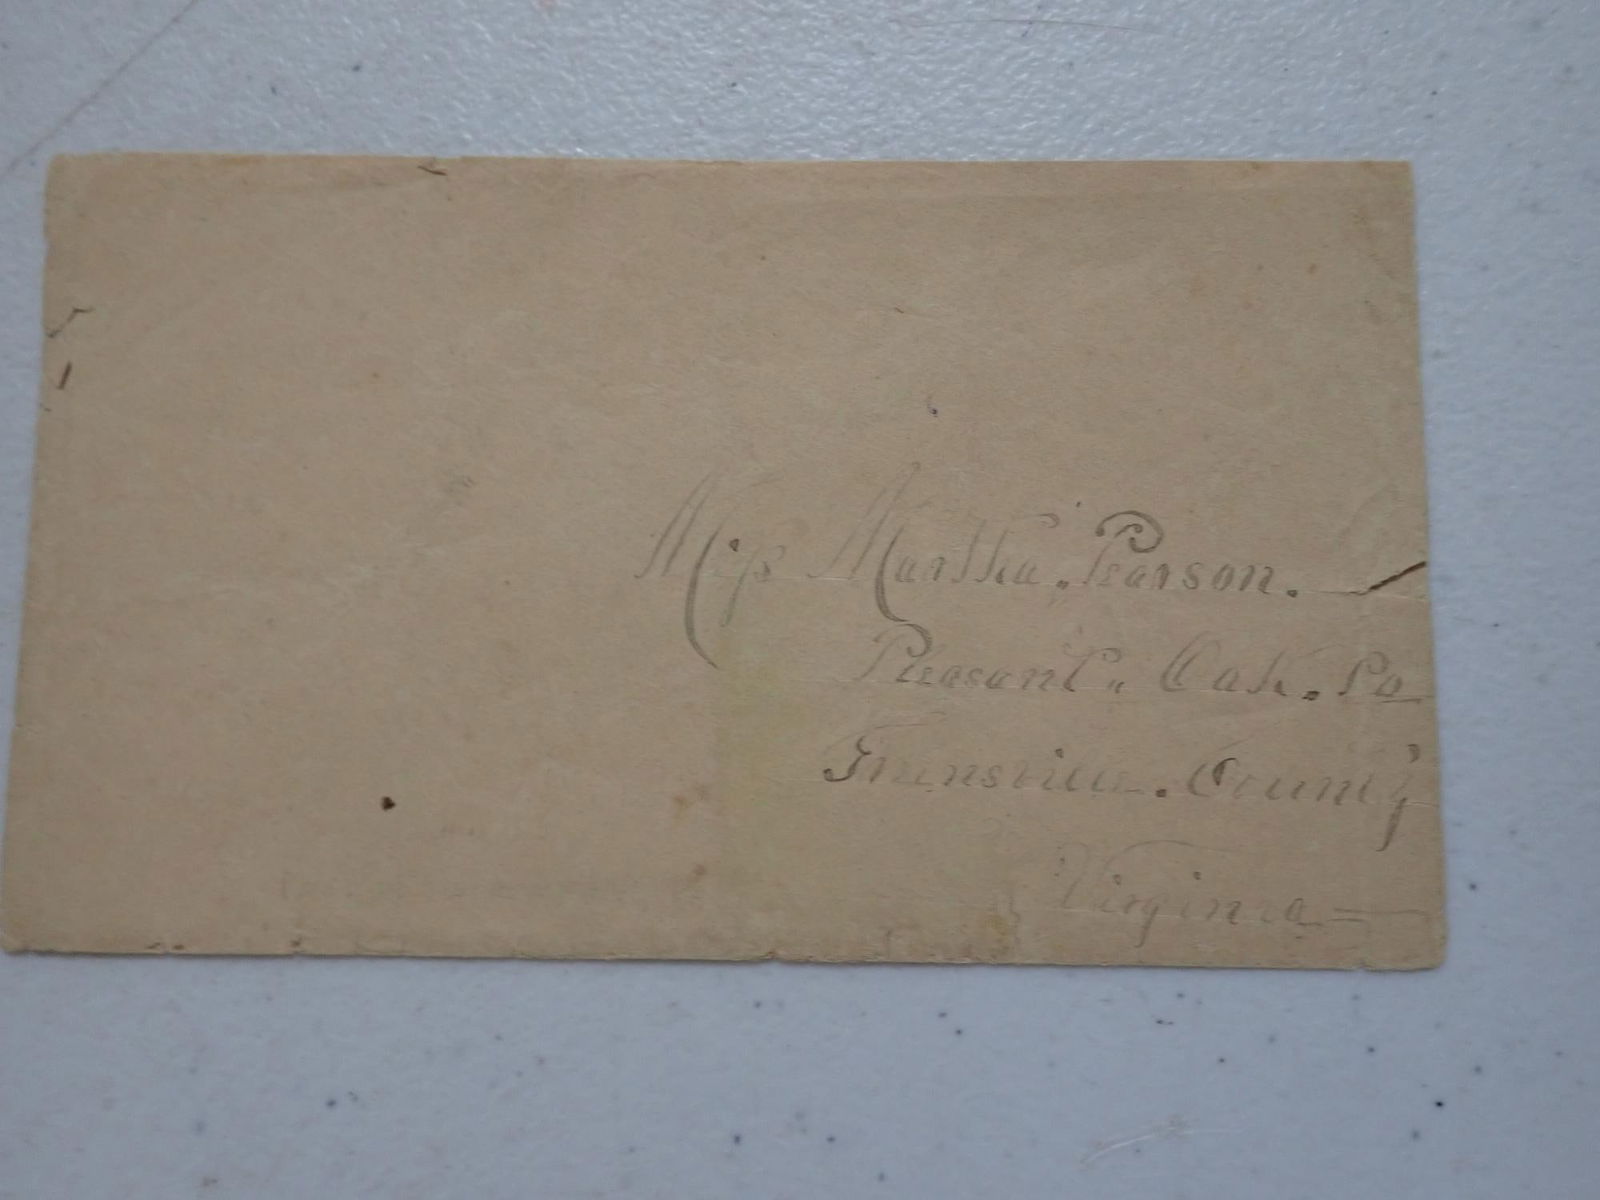 Miss Martha. Pearson.
Pleasant. Oak. Po
County
Virginia